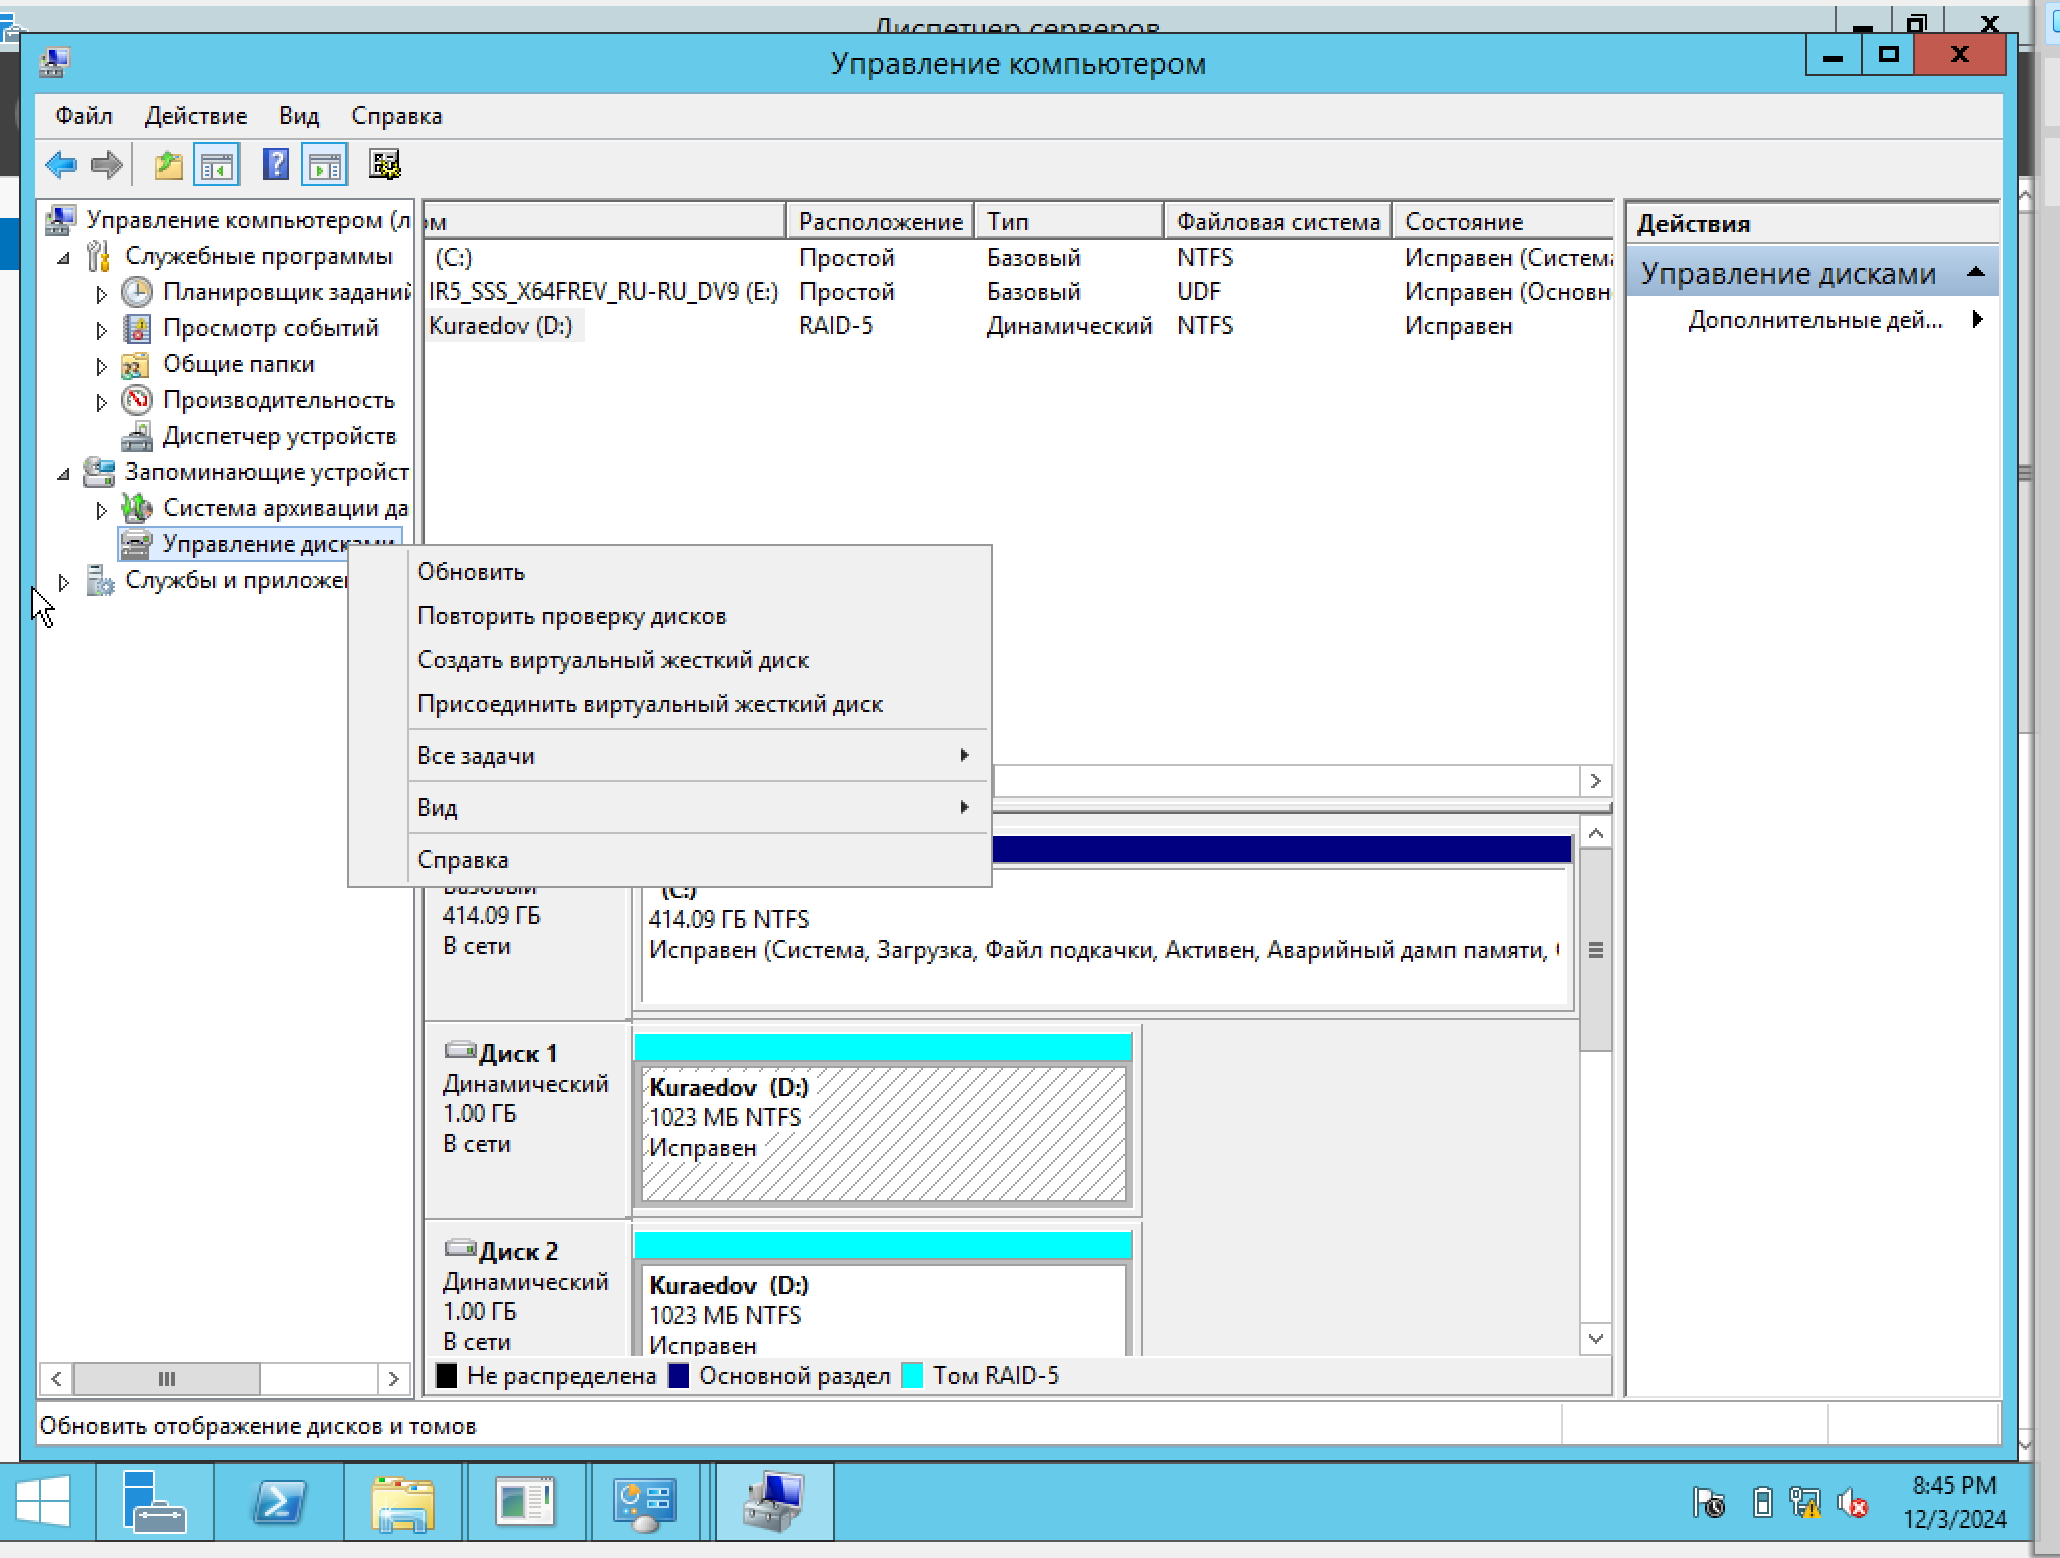 Диспетчер серверов
Управление компьютером
Файл Действие Вид Справка
Управление компьютером (л
Служебные программы
Планировщик заданий
Просмотр событий
Общие папки
Производительность
Диспетчер устройств
Запоминающие устройст
Система архивации да
Управление дисками
Службы и приложе
ом Расположение Тип Файловая система Состояние
(C:) Простой Базовый NTFS Исправен (Система
IR5_SSS_X64FREV_RU-RU_DV9 (E:) Простой Базовый UDF Исправен (Основн
Kuraedov (D:) RAID-5 Динамический NTFS Исправен
Действия
Управление дисками
Дополнительные дей...
Обновить
Повторить проверку дисков
Создать виртуальный жесткий диск
Присоединить виртуальный жесткий диск
Все задачи
Вид
Справка
Базовый
414.09 ГБ
В сети
(C:)
414.09 ГБ NTFS
Исправен (Система, Загрузка, Файл подкачки, Активен, Аварийный дамп памяти,
Диск 1
Динамический
1.00 ГБ
В сети
Kuraedov (D:)
1023 МБ NTFS
Исправен
Диск 2
Динамический
1.00 ГБ
В сети
Kuraedov (D:)
1023 МБ NTFS
Исправен
Не распределена Основной раздел Том RAID-5
Обновить отображение дисков и томов
8:45 PM
12/3/2024